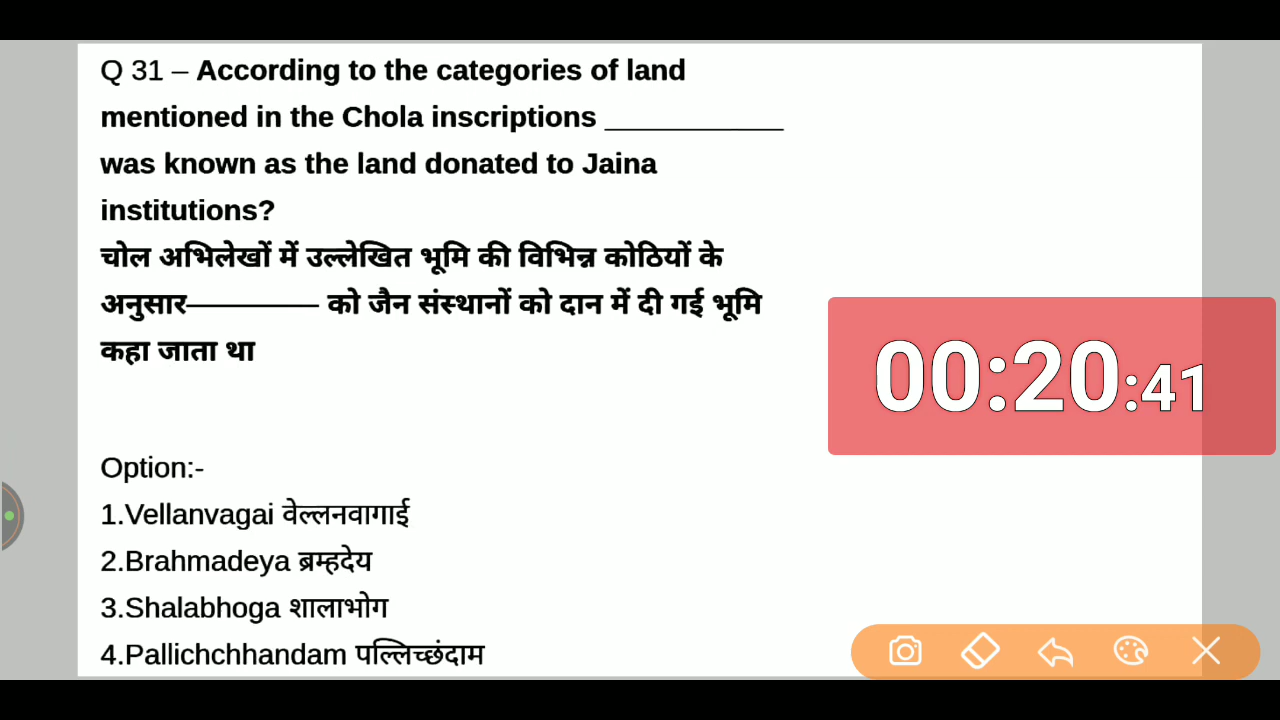 Q 31 – According to the categories of land
mentioned in the Chola inscriptions ___________
was known as the land donated to Jaina
institutions?
चोल अभिलेखों में उल्लेखित भूमि की विभिन्न कोठियों के
अनुसार————— को जैन संस्थानों को दान में दी गई भूमि
कहा जाता था
00:20:41
Option:-
1.Vellanvagai वेल्लनवागाई
2.Brahmadeya ब्रम्हदेय
3.Shalabhoga शालाभोग
4.Pallichchhandam पल्लिच्छंदाम